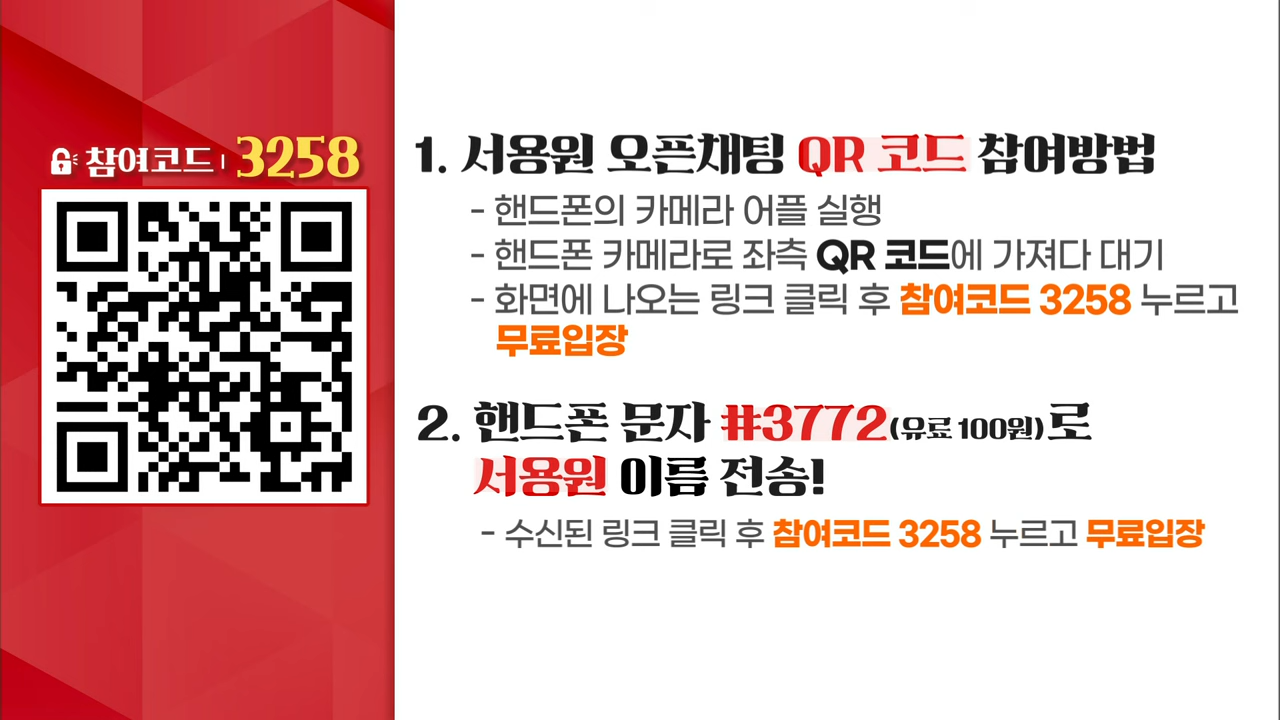 참여코드 | 3258
1. 서용원 오픈채팅 QR 코드 참여방법
- 핸드폰의 카메라 어플 실행
- 핸드폰 카메라로 좌측 QR 코드에 가져다 대기
- 화면에 나오는 링크 클릭 후 참여코드 3258 누르고
무료입장
2. 핸드폰 문자 #3772(유료 100원)로
서용원 이름 전송!
- 수신된 링크 클릭 후 참여코드 3258 누르고 무료입장